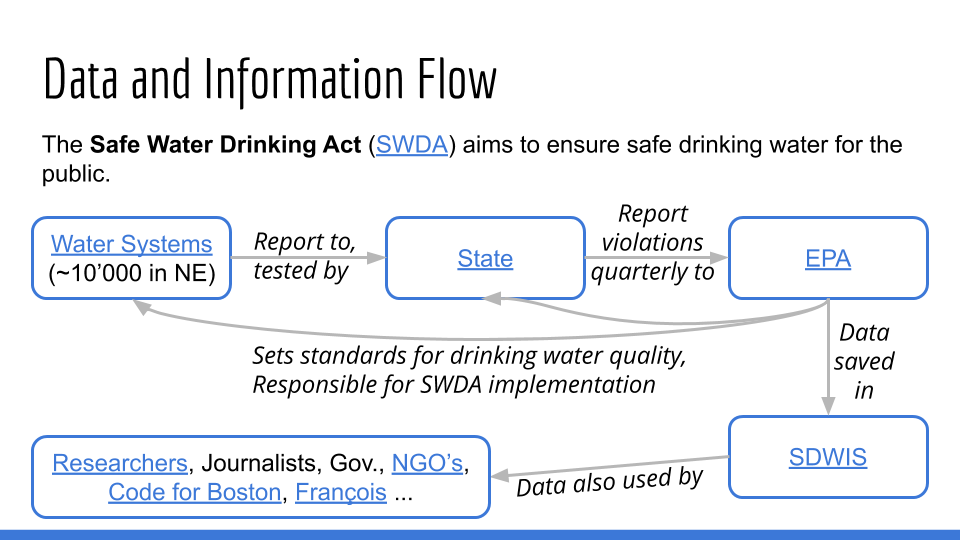 Data and Information Flow
The Safe Water Drinking Act (SWDA) aims to ensure safe drinking water for the
public.
Water Systems
(~10’000 in NE)
Report to,
tested by
State
Report
violations
quarterly to
EPA
Sets standards for drinking water quality,
Responsible for SWDA implementation
Data
saved
in
SDWIS
Data also used by
Researchers, Journalists, Gov., NGO’s,
Code for Boston, François ...